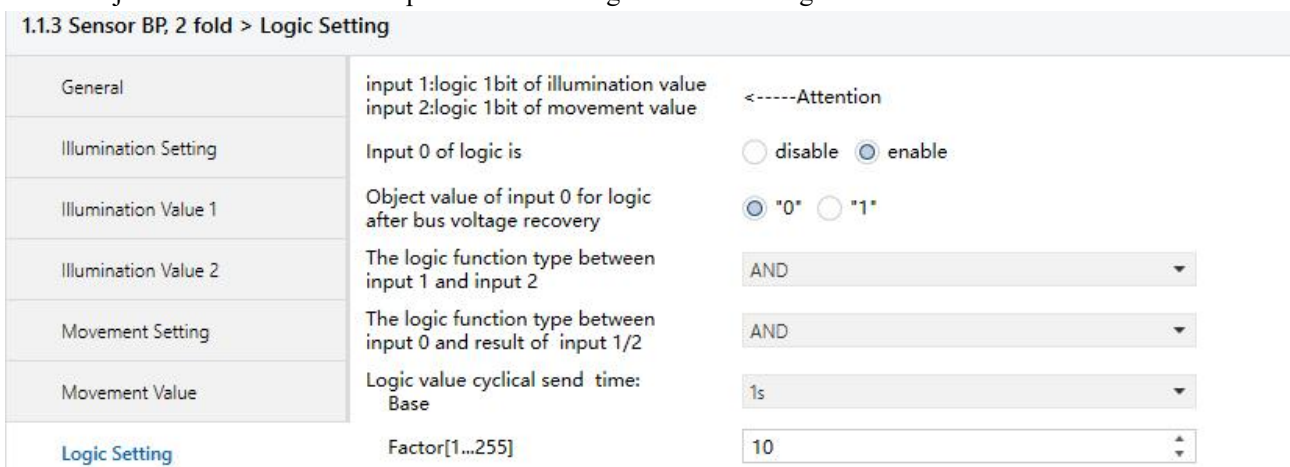 1.1.3 Sensor BP, 2 fold > Logic Setting
General
Illumination Setting
Illumination Value 1
Illumination Value 2
Movement Setting
Movement Value
Logic Setting
input 1:logic 1bit of illumination value
input 2:logic 1bit of movement value
<-----Attention
Input 0 of logic is
disable enable
Object value of input 0 for logic
after bus voltage recovery
"0" "1"
The logic function type between
input 1 and input 2
AND
The logic function type between
input 0 and result of input 1/2
AND
Logic value cyclical send time:
Base
1s
Factor[1...255]
10